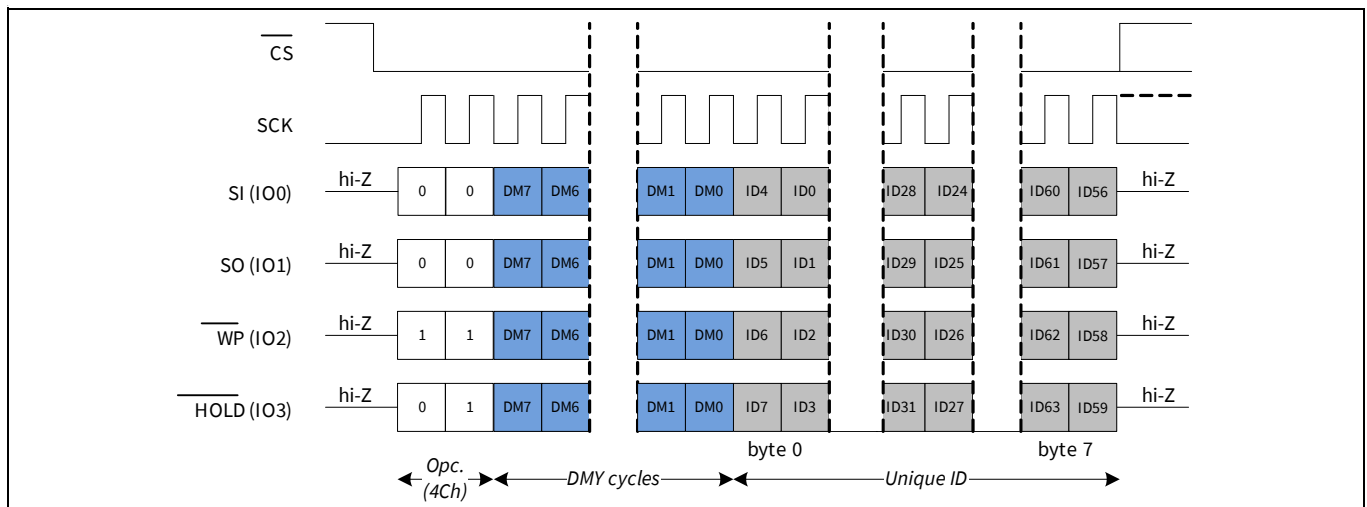 CS
SCK
SI (IO0) hi-Z 0 0 DM7 DM6 DM1 DM0 ID4 ID0 ID28 ID24 ID60 ID56 hi-Z
SO (IO1) hi-Z 0 0 DM7 DM6 DM1 DM0 ID5 ID1 ID29 ID25 ID61 ID57 hi-Z
WP (IO2) hi-Z 1 1 DM7 DM6 DM1 DM0 ID6 ID2 ID30 ID26 ID62 ID58 hi-Z
HOLD (IO3) hi-Z 0 1 DM7 DM6 DM1 DM0 ID7 ID3 ID31 ID27 ID63 ID59 hi-Z
byte 0 byte 7
Opc. (4Ch) DMY cycles Unique ID